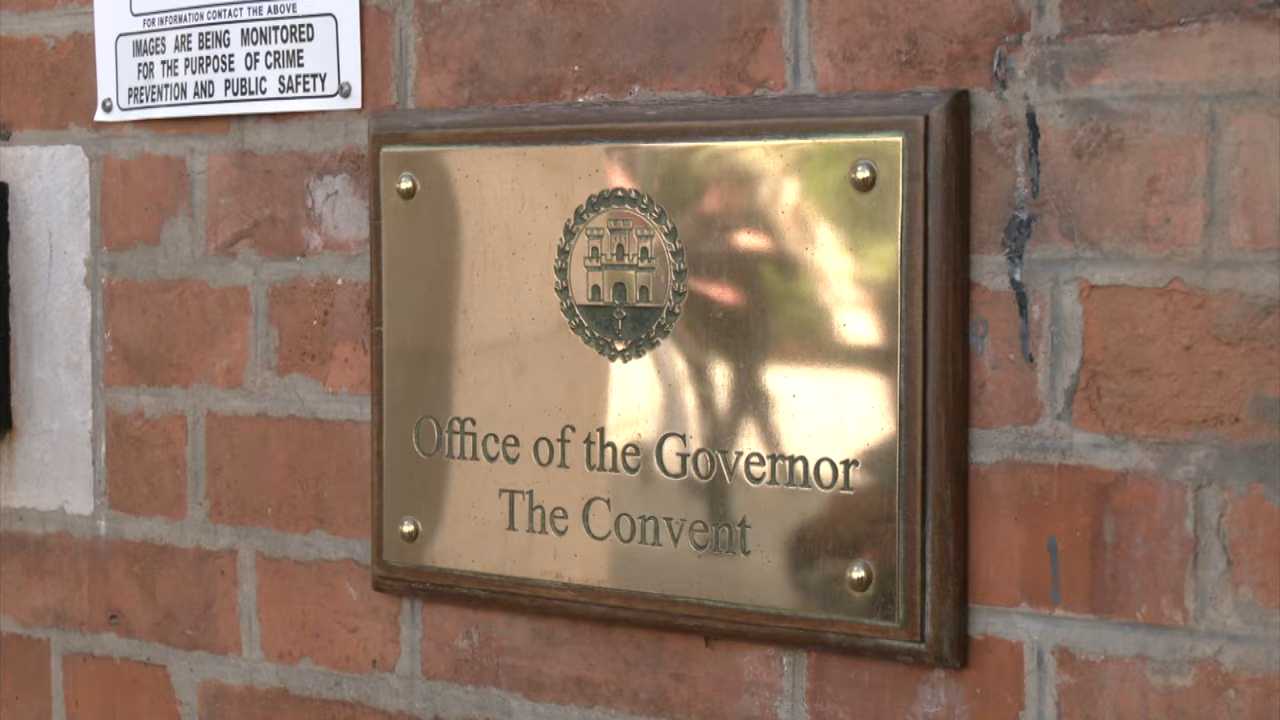 FOR INFORMATION CONTACT THE ABOVE
IMAGES ARE BEING MONITORED
FOR THE PURPOSE OF CRIME
PREVENTION AND PUBLIC SAFETY
Office of the Governor
The Convent